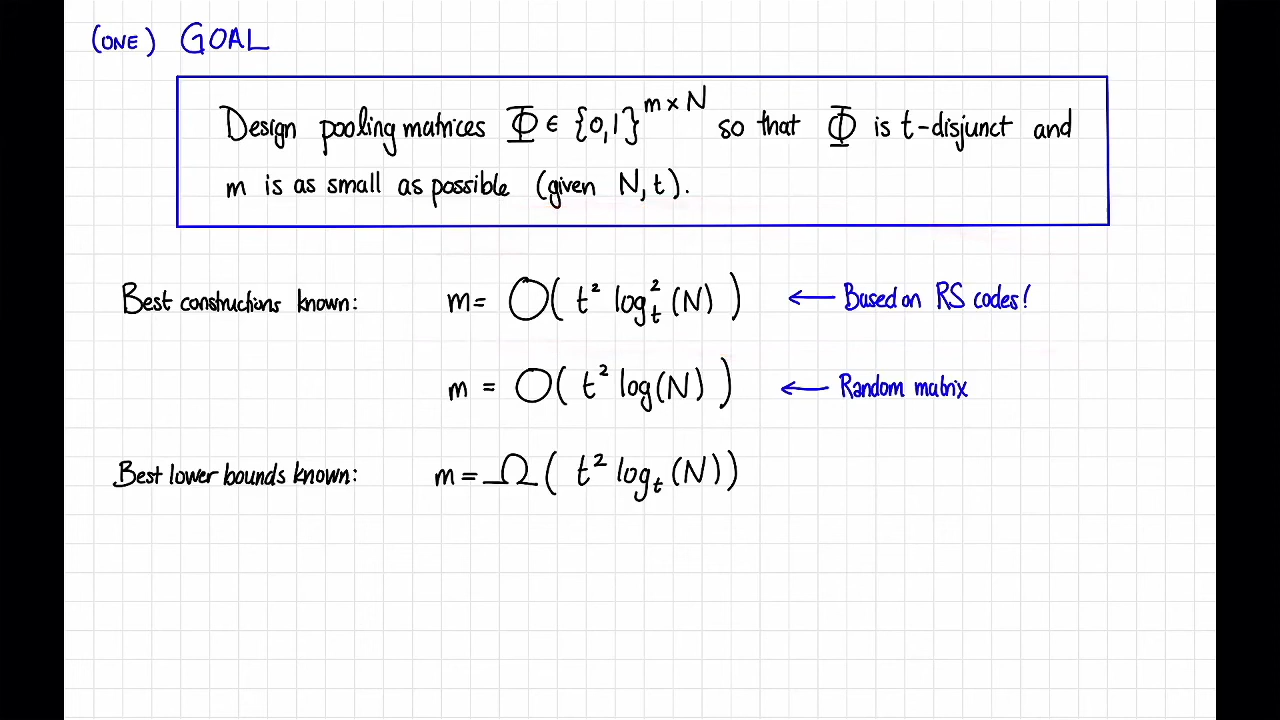 (ONE) GOAL
Design pooling matrices Φ ∈ {0,1}^{m×N} so that Φ is t-disjunct and
m is as small as possible (given N, t).
Best constructions known: m = O( t² log_t² (N) ) ← Based on RS codes!
m = O( t² log(N) ) ← Random matrix
Best lower bounds known: m = Ω( t² log_t (N) )